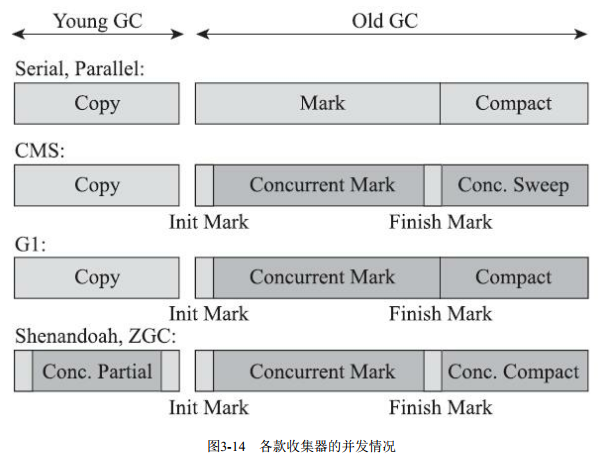 Young GC Old GC
Serial, Parallel:
Copy Mark Compact
CMS:
Copy Concurrent Mark Conc. Sweep
Init Mark Finish Mark
G1:
Copy Concurrent Mark Compact
Init Mark Finish Mark
Shenandoah, ZGC:
Conc. Partial Concurrent Mark Conc. Compact
Init Mark Finish Mark
图3-14 各款收集器的并发情况